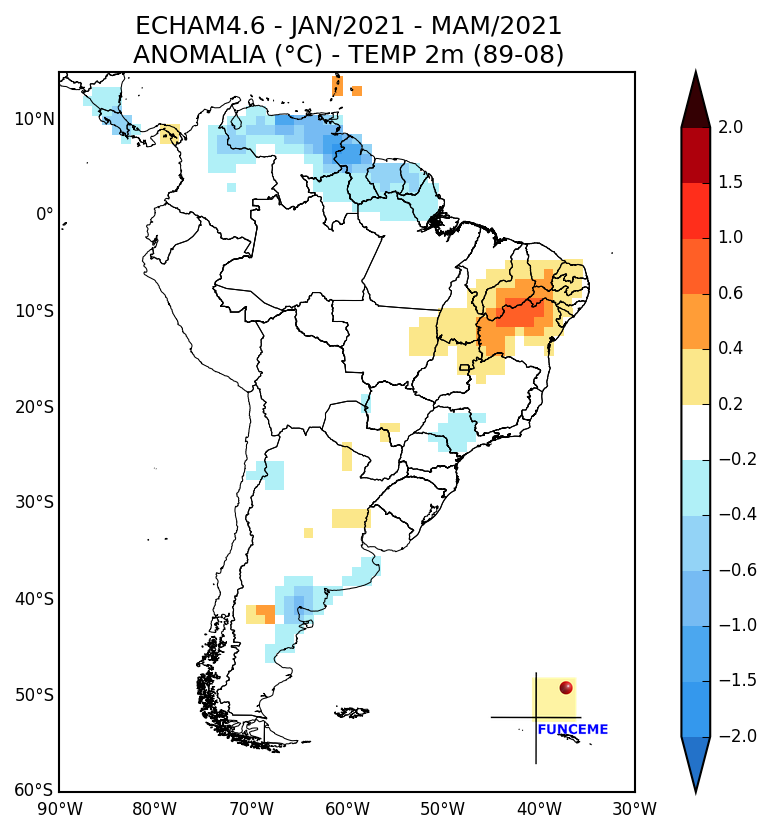 ECHAM4.6 - JAN/2021 - MAM/2021
ANOMALIA (°C) - TEMP 2m (89-08)
10°N
0°
10°S
20°S
30°S
40°S
50°S
60°S
90°W 80°W 70°W 60°W 50°W 40°W 30°W
2.0
1.5
1.0
0.6
0.4
0.2
−0.2
−0.4
−0.6
−1.0
−1.5
−2.0
FUNCEME